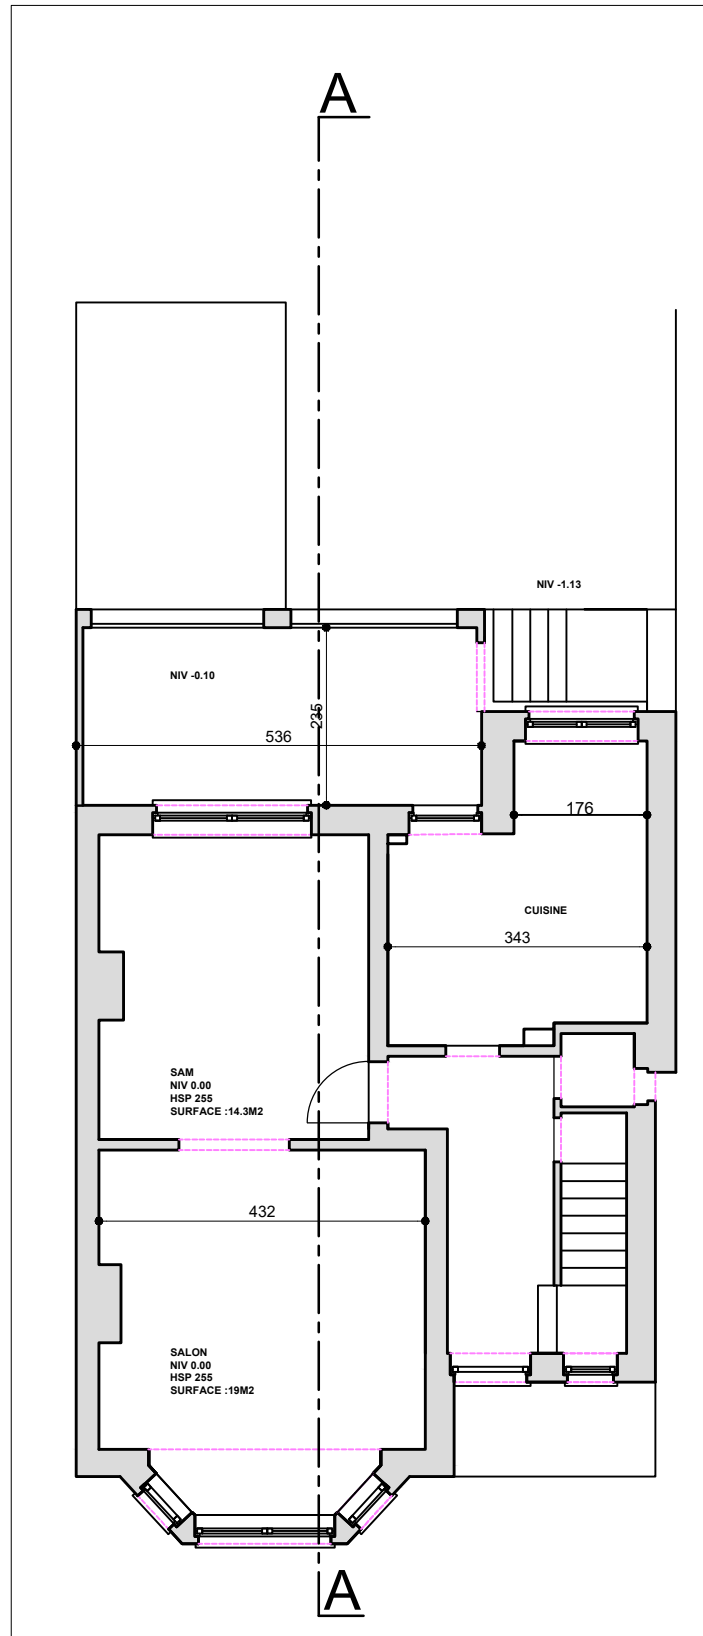 A
NIV -1.13
NIV -0.10
235
536
176
CUISINE
343
SAM
NIV 0.00
HSP 255
SURFACE :14.3M2
432
SALON
NIV 0.00
HSP 255
SURFACE :19M2
A